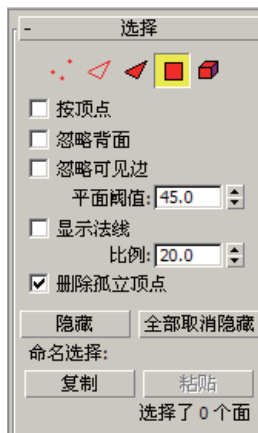 - 选择
按顶点
忽略背面
忽略可见边
平面阈值: 45.0
显示法线
比例: 20.0
删除孤立顶点
隐藏 全部取消隐藏
命名选择:
复制 粘贴
选择了 0 个面